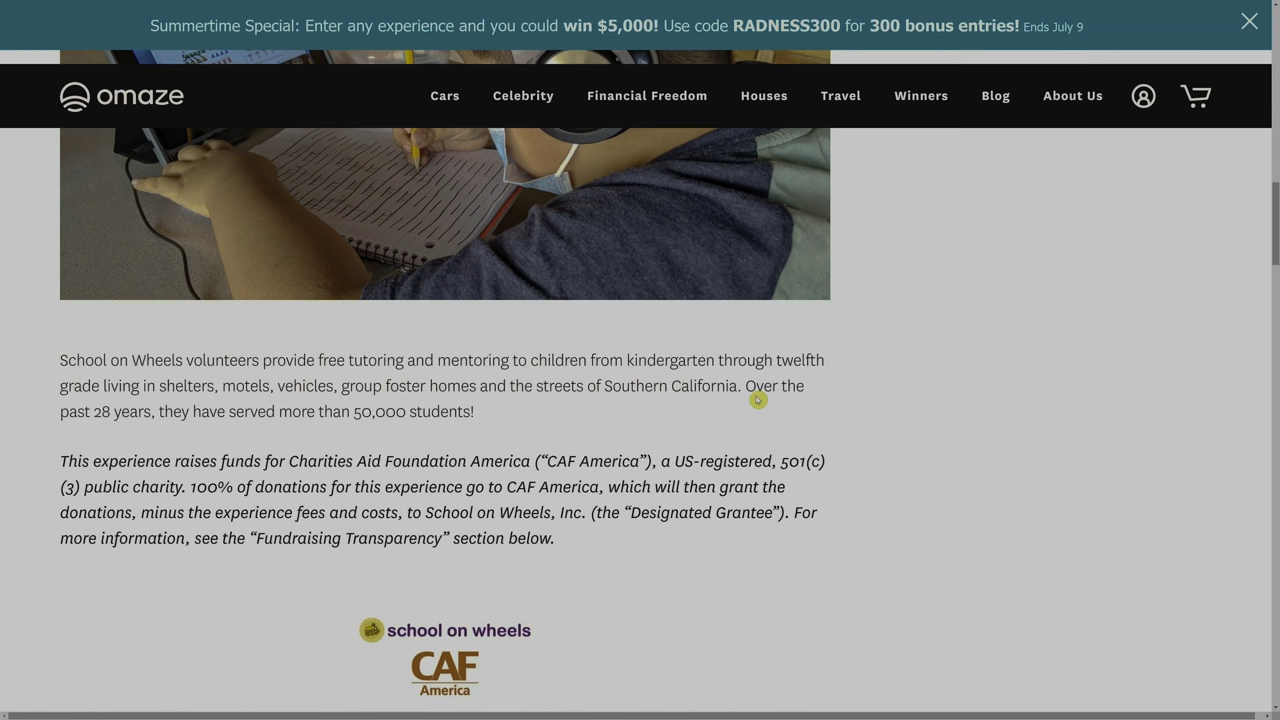 Summertime Special: Enter any experience and you could win $5,000! Use code RADNESS300 for 300 bonus entries! Ends July 9
omaze
Cars Celebrity Financial Freedom Houses Travel Winners Blog About Us
School on Wheels volunteers provide free tutoring and mentoring to children from kindergarten through twelfth
grade living in shelters, motels, vehicles, group foster homes and the streets of Southern California. Over the
past 28 years, they have served more than 50,000 students!
This experience raises funds for Charities Aid Foundation America (“CAF America”), a US-registered, 501(c)
(3) public charity. 100% of donations for this experience go to CAF America, which will then grant the
donations, minus the experience fees and costs, to School on Wheels, Inc. (the “Designated Grantee”). For
more information, see the “Fundraising Transparency” section below.
school on wheels
CAF
America